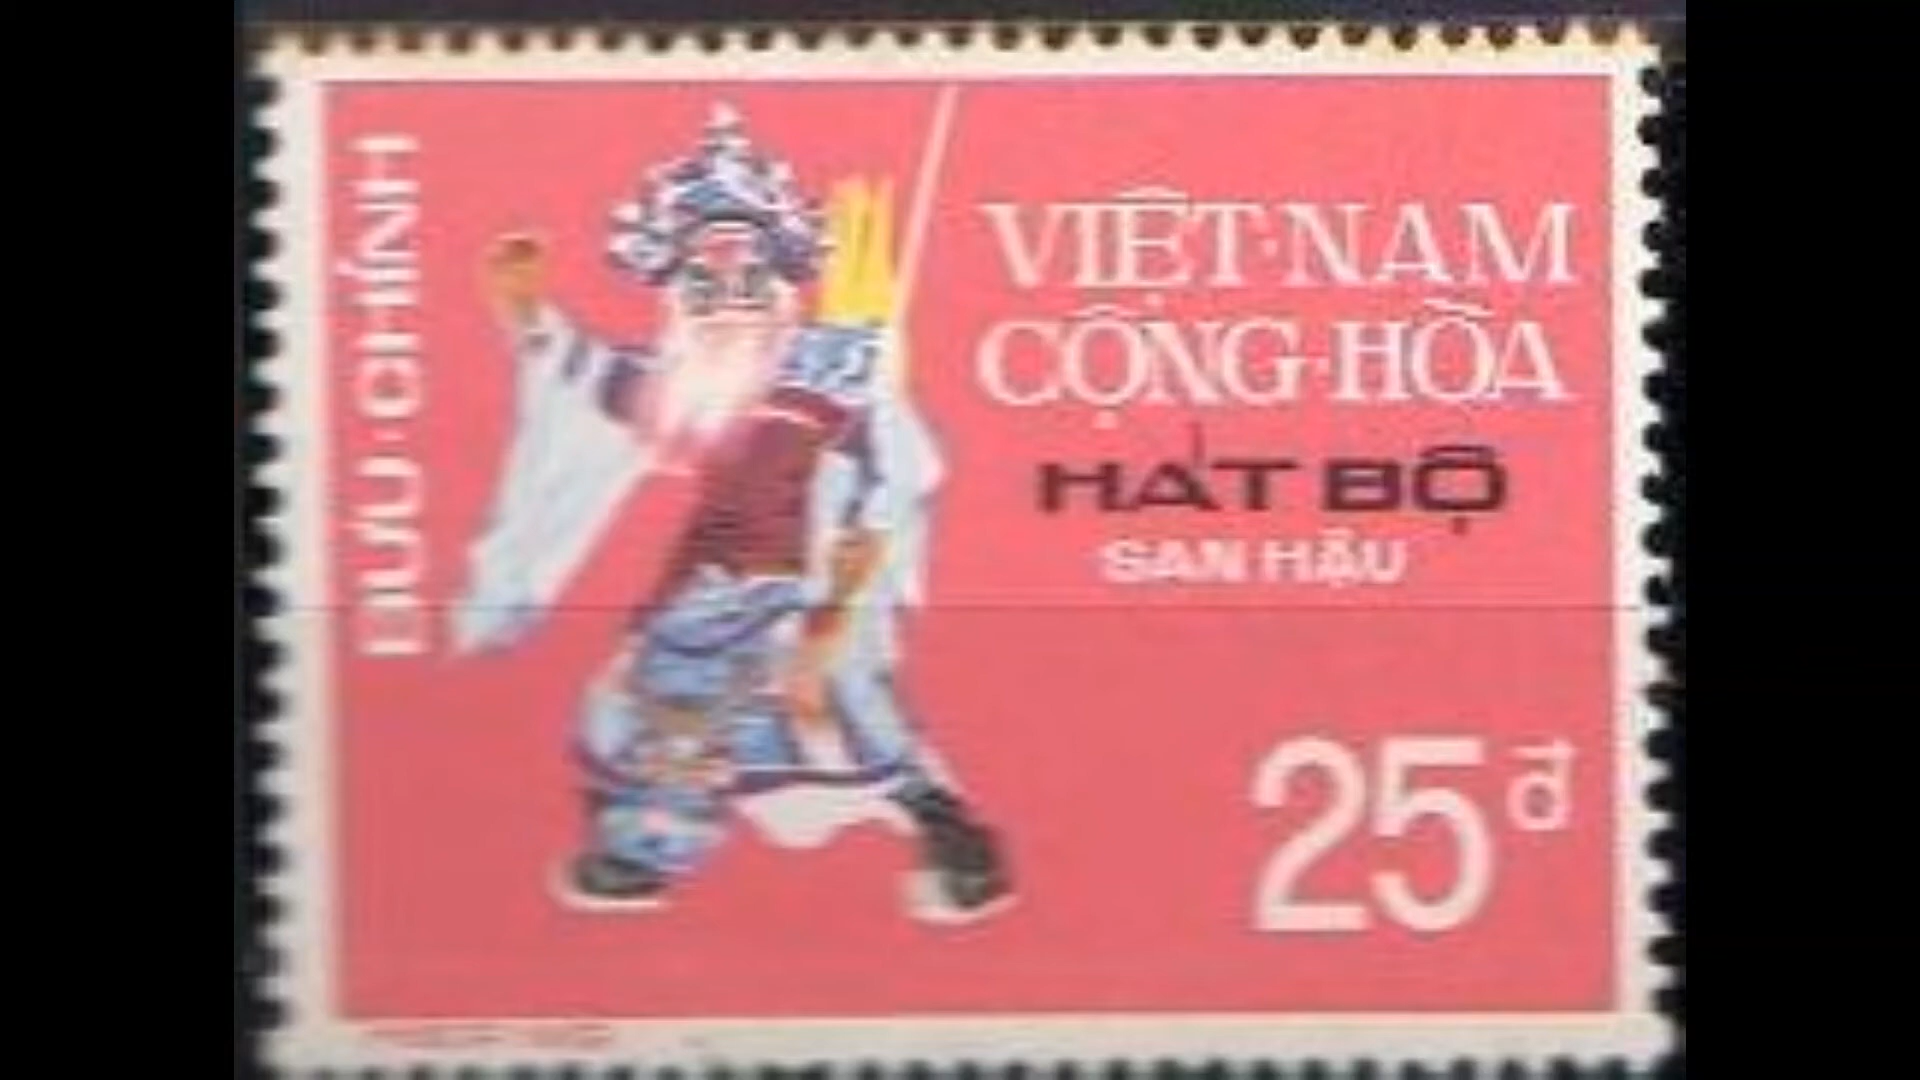 BƯU·CHÍNH
VIỆT·NAM
CỘNG·HÒA
HÁT BỘ
SAN HẬU
25đ